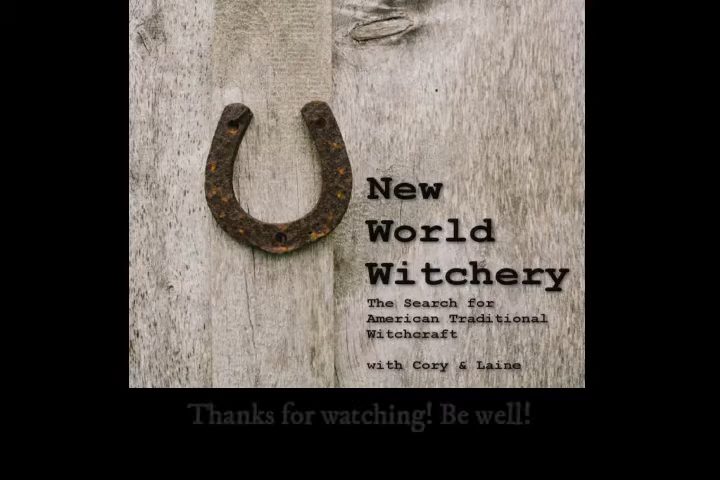 New
World
Witchery
The Search for
American Traditional
Witchcraft
with Cory & Laine
Thanks for watching! Be well!